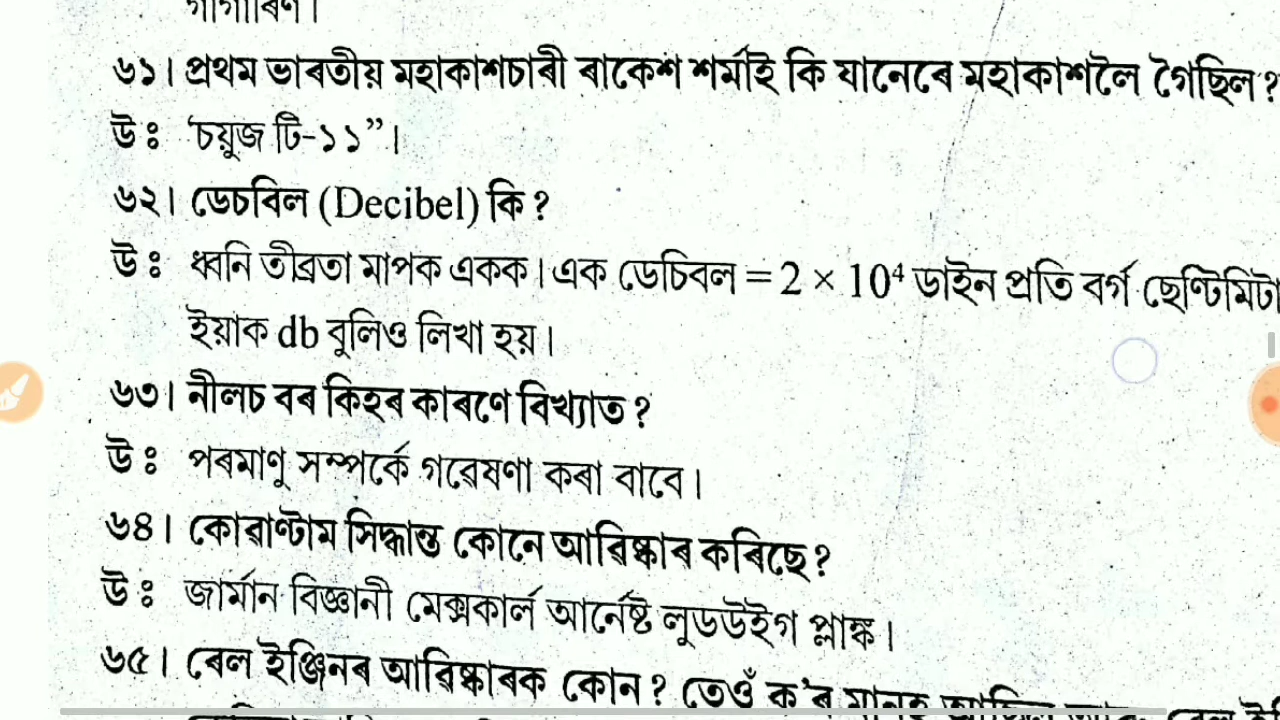 গাগাৰিণ।
৬১। প্ৰথম ভাৰতীয় মহাকাশচাৰী ৰাকেশ শৰ্মাই কি যানেৰে মহাকাশলৈ গৈছিল?
উঃ 'চয়ুজ টি-১১”।
৬২। ডেচবিল (Decibel) কি?
উঃ ধ্বনি তীব্ৰতা মাপক একক। এক ডেচিবল = 2 × 10⁴ ডাইন প্ৰতি বৰ্গ ছেণ্টিমিটা
ইয়াক db বুলিও লিখা হয়।
৬৩। নীলচ বৰ কিহৰ কাৰণে বিখ্যাত?
উঃ পৰমাণু সম্পৰ্কে গৱেষণা কৰা বাবে।
৬৪। কোৱাণ্টাম সিদ্ধান্ত কোনে আৱিষ্কাৰ কৰিছে?
উঃ জাৰ্মান বিজ্ঞানী মেক্সকাৰ্ল আৰ্নেষ্ট লুডউইগ প্লাঙ্ক।
৬৫। ৰেল ইঞ্জিনৰ আৱিষ্কাৰক কোন? তেওঁ ক'ৰ মানুহ আছিল